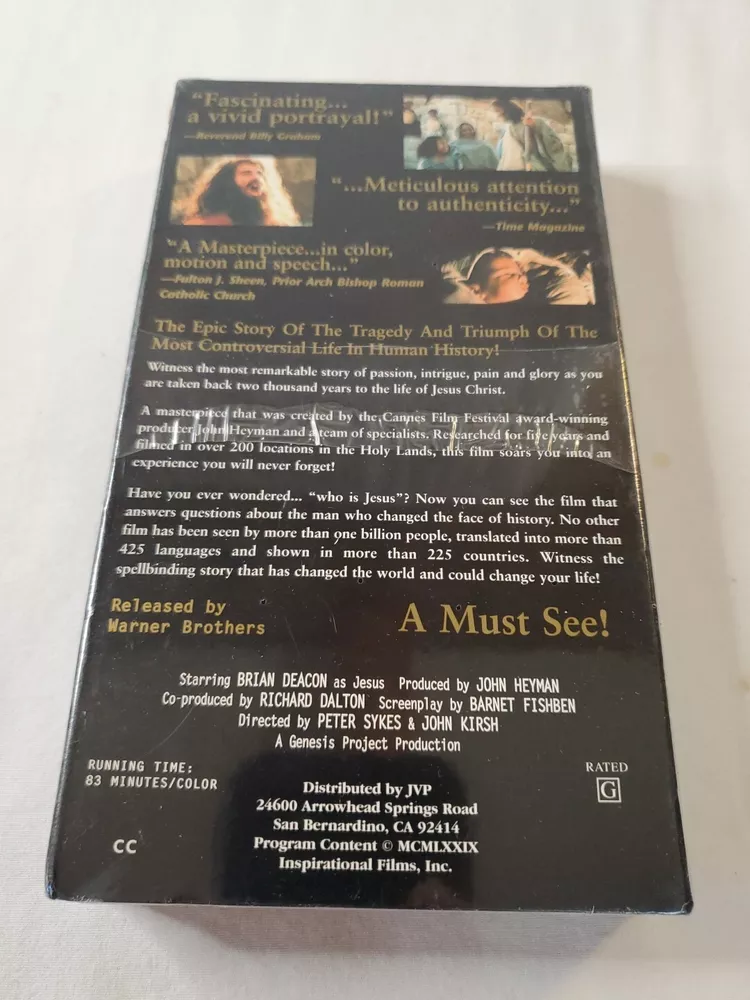 “Fascinating...
a vivid portrayal!”
—Reverend Billy Graham
“...Meticulous attention
to authenticity...”
—Time Magazine
“A Masterpiece...in color,
motion and speech...”
—Fulton J. Sheen, Prior Arch Bishop Roman
Catholic Church
The Epic Story Of The Tragedy And Triumph Of The
Most Controversial Life In Human History!
Witness the most remarkable story of passion, intrigue, pain and glory as you
are taken back two thousand years to the life of Jesus Christ.
A masterpiece that was created by the Cannes Film Festival award-winning
producer John Heyman and a team of specialists. Researched for five years and
filmed in over 200 locations in the Holy Lands, this film soars you into an
experience you will never forget!
Have you ever wondered... “who is Jesus”? Now you can see the film that
answers questions about the man who changed the face of history. No other
film has been seen by more than one billion people, translated into more than
425 languages and shown in more than 225 countries. Witness the
spellbinding story that has changed the world and could change your life!
Released by
Warner Brothers
A Must See!
Starring BRIAN DEACON as Jesus Produced by JOHN HEYMAN
Co-produced by RICHARD DALTON Screenplay by BARNET FISHBEN
Directed by PETER SYKES & JOHN KIRSH
A Genesis Project Production
RUNNING TIME:
83 MINUTES/COLOR
RATED
G
Distributed by JVP
24600 Arrowhead Springs Road
San Bernardino, CA 92414
Program Content © MCMLXXIX
Inspirational Films, Inc.
CC